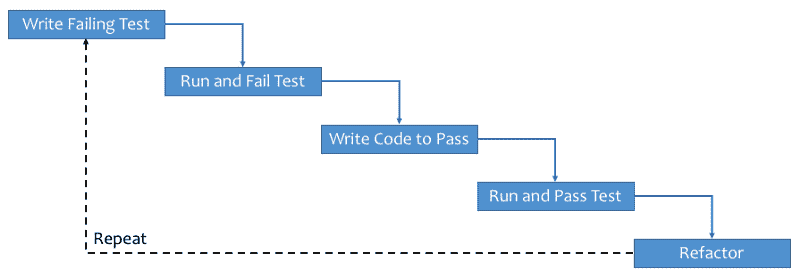 Write Failing Test
Run and Fail Test
Write Code to Pass
Run and Pass Test
Repeat
Refactor